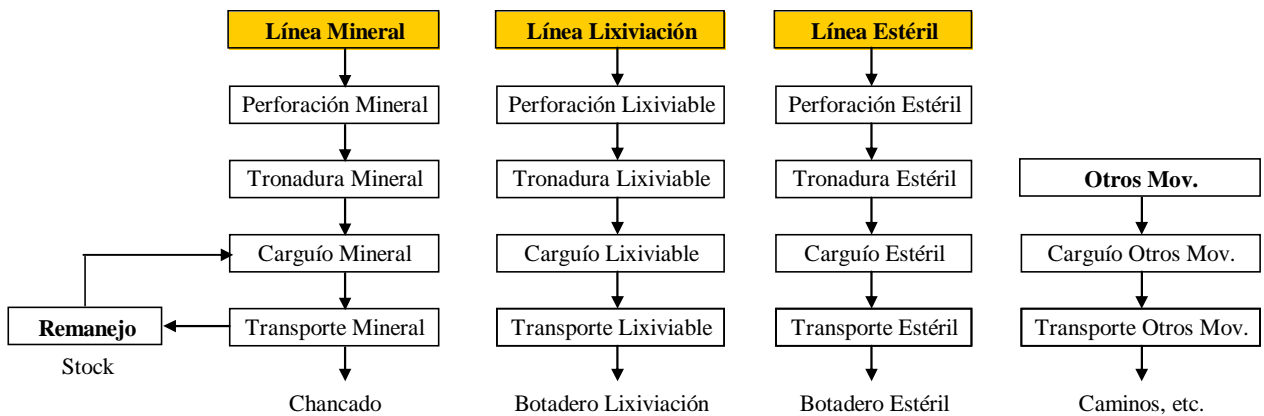 Línea Mineral
Línea Lixiviación
Línea Estéril
Perforación Mineral
Perforación Lixiviable
Perforación Estéril
Tronadura Mineral
Tronadura Lixiviable
Tronadura Estéril
Otros Mov.
Carguío Mineral
Carguío Lixiviable
Carguío Estéril
Carguío Otros Mov.
Remanejo
Transporte Mineral
Transporte Lixiviable
Transporte Estéril
Transporte Otros Mov.
Stock
Chancado
Botadero Lixiviación
Botadero Estéril
Caminos, etc.